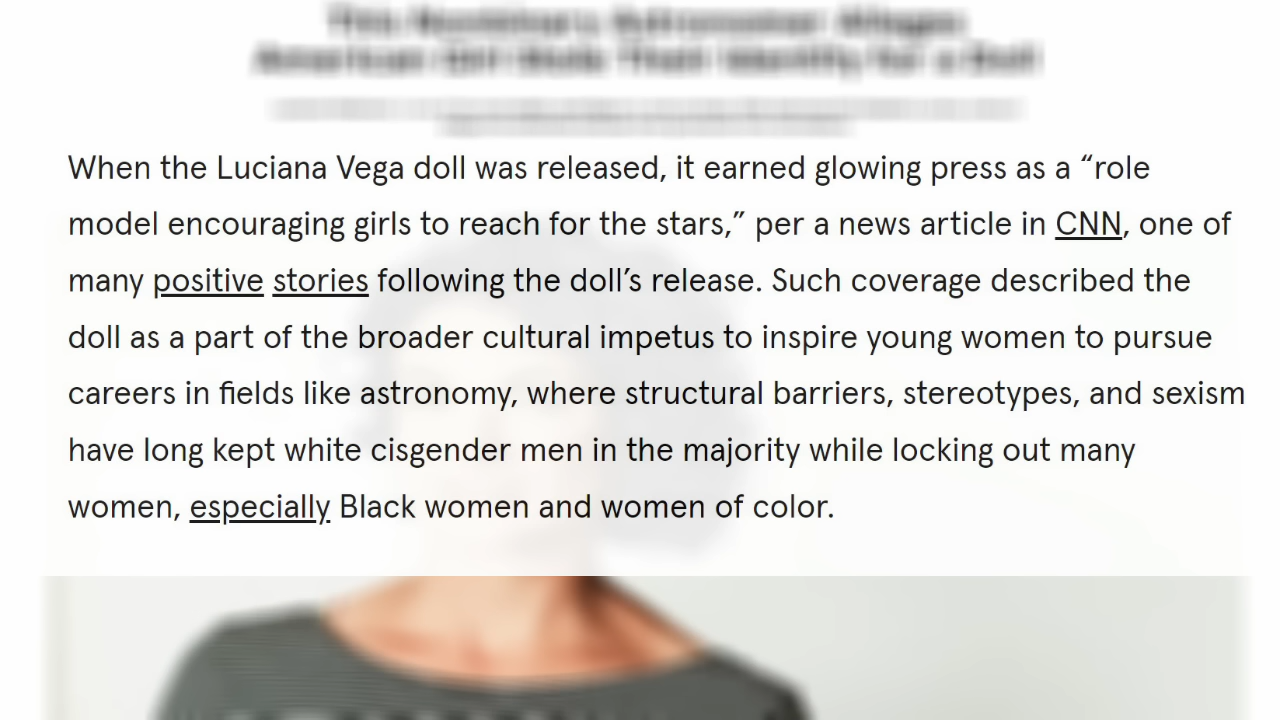 When the Luciana Vega doll was released, it earned glowing press as a “role
model encouraging girls to reach for the stars,” per a news article in CNN, one of
many positive stories following the doll’s release. Such coverage described the
doll as a part of the broader cultural impetus to inspire young women to pursue
careers in fields like astronomy, where structural barriers, stereotypes, and sexism
have long kept white cisgender men in the majority while locking out many
women, especially Black women and women of color.